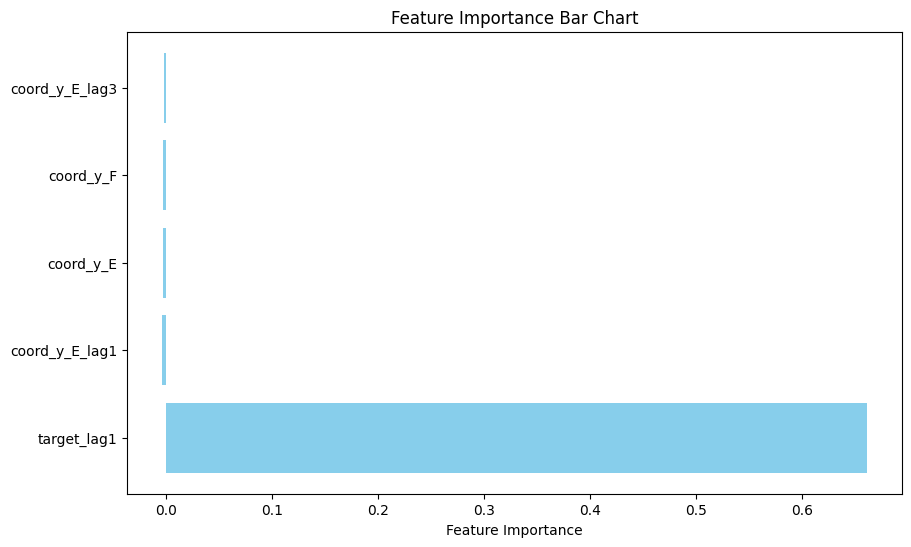 Feature Importance Bar Chart
coord_y_E_lag3
coord_y_F
coord_y_E
coord_y_E_lag1
target_lag1
0.0 0.1 0.2 0.3 0.4 0.5 0.6
Feature Importance